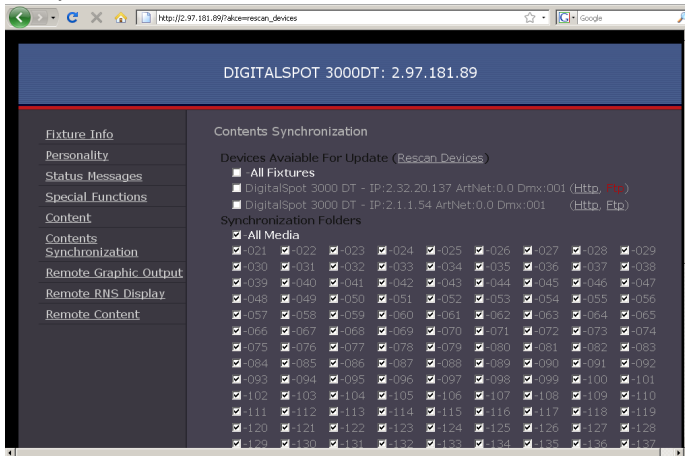 http://2.97.181.89/?akce=rescan_devices
Google
DIGITALSPOT 3000DT: 2.97.181.89
Fixture Info
Personality
Status Messages
Special Functions
Content
Contents
Synchronization
Remote Graphic Output
Remote RNS Display
Remote Content
Contents Synchronization
Devices Avaiable For Update (Rescan Devices)
-All Fixtures
DigitalSpot 3000 DT - IP:2.32.20.137 ArtNet:0.0 Dmx:001 (Http, Ftp)
DigitalSpot 3000 DT - IP:2.1.1.54 ArtNet:0.0 Dmx:001 (Http, Ftp)
Synchronization Folders
-All Media
-021 -022 -023 -024 -025 -026 -027 -028 -029
-030 -031 -032 -033 -034 -035 -036 -037 -038
-039 -040 -041 -042 -043 -044 -045 -046 -047
-048 -049 -050 -051 -052 -053 -054 -055 -056
-057 -058 -059 -060 -061 -062 -063 -064 -065
-066 -067 -068 -069 -070 -071 -072 -073 -074
-075 -076 -077 -078 -079 -080 -081 -082 -083
-084 -085 -086 -087 -088 -089 -090 -091 -092
-093 -094 -095 -096 -097 -098 -099 -100 -101
-102 -103 -104 -105 -106 -107 -108 -109 -110
-111 -112 -113 -114 -115 -116 -117 -118 -119
-120 -121 -122 -123 -124 -125 -126 -127 -128
-129 -130 -131 -132 -133 -134 -135 -136 -137